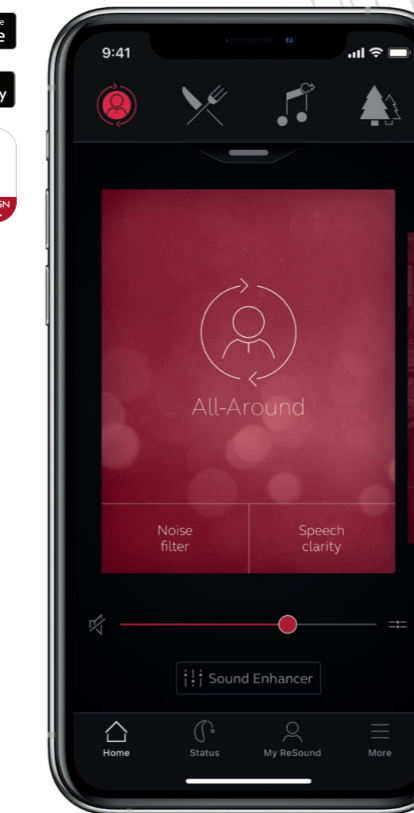 9:41
All-Around
Noise
filter
Speech
clarity
Sound Enhancer
Home
Status
My ReSound
More